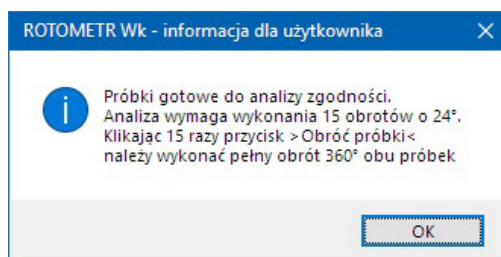 ROTOMETR Wk - informacja dla użytkownika
Próbki gotowe do analizy zgodności.
Analiza wymaga wykonania 15 obrotów o 24°.
Klikając 15 razy przycisk >Obróć próbki<
należy wykonać pełny obrót 360° obu próbek
OK